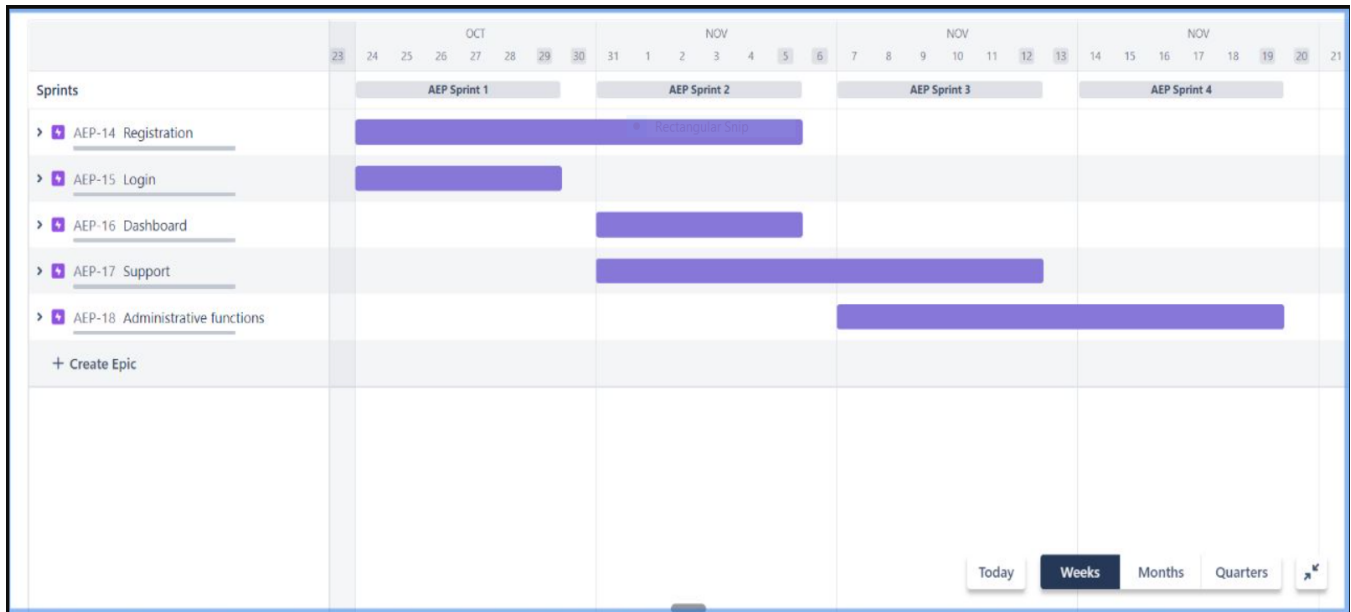 OCT NOV NOV NOV
23 24 25 26 27 28 29 30 31 1 2 3 4 5 6 7 8 9 10 11 12 13 14 15 16 17 18 19 20 21
Sprints AEP Sprint 1 AEP Sprint 2 AEP Sprint 3 AEP Sprint 4
AEP-14 Registration Rectangular Snip
AEP-15 Login
AEP-16 Dashboard
AEP-17 Support
AEP-18 Administrative functions
+ Create Epic
Today Weeks Months Quarters